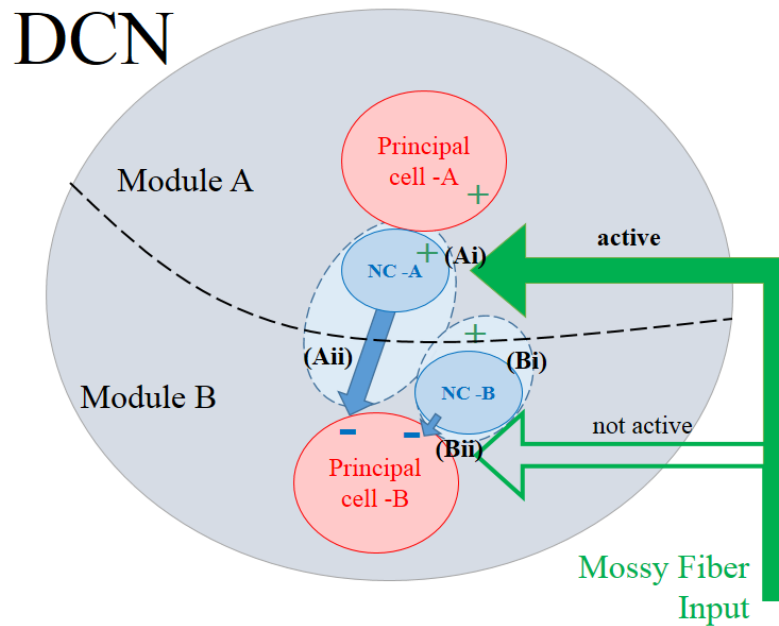 DCN
Principal
cell -A
Module A
+
active
+
(Ai)
NC -A
+
(Aii)
(Bi)
Module B
NC -B
not active
-
-
(Bii)
Principal
cell -B
Mossy Fiber
Input